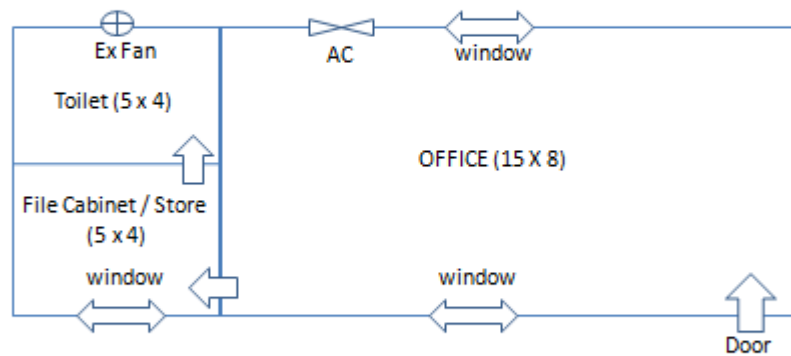 Ex Fan
AC
window
Toilet (5 x 4)
OFFICE (15 X 8)
File Cabinet / Store
(5 x 4)
window
window
Door